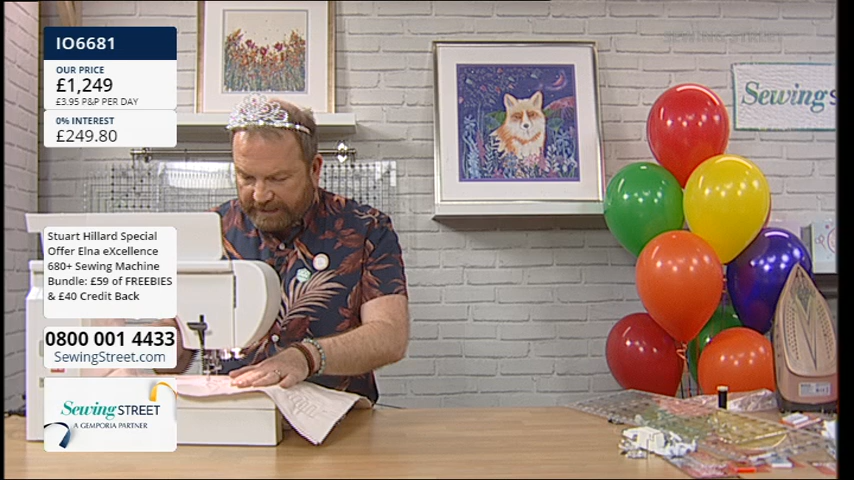 IO6681
OUR PRICE
£1,249
£3.95 P&P PER DAY
0% INTEREST
£249.80
Stuart Hillard Special
Offer Elna eXcellence
680+ Sewing Machine
Bundle: £59 of FREEBIES
& £40 Credit Back
0800 001 4433
SewingStreet.com
Sewing STREET
A GEMPORIA PARTNER
SEWING STREET
Sewing S